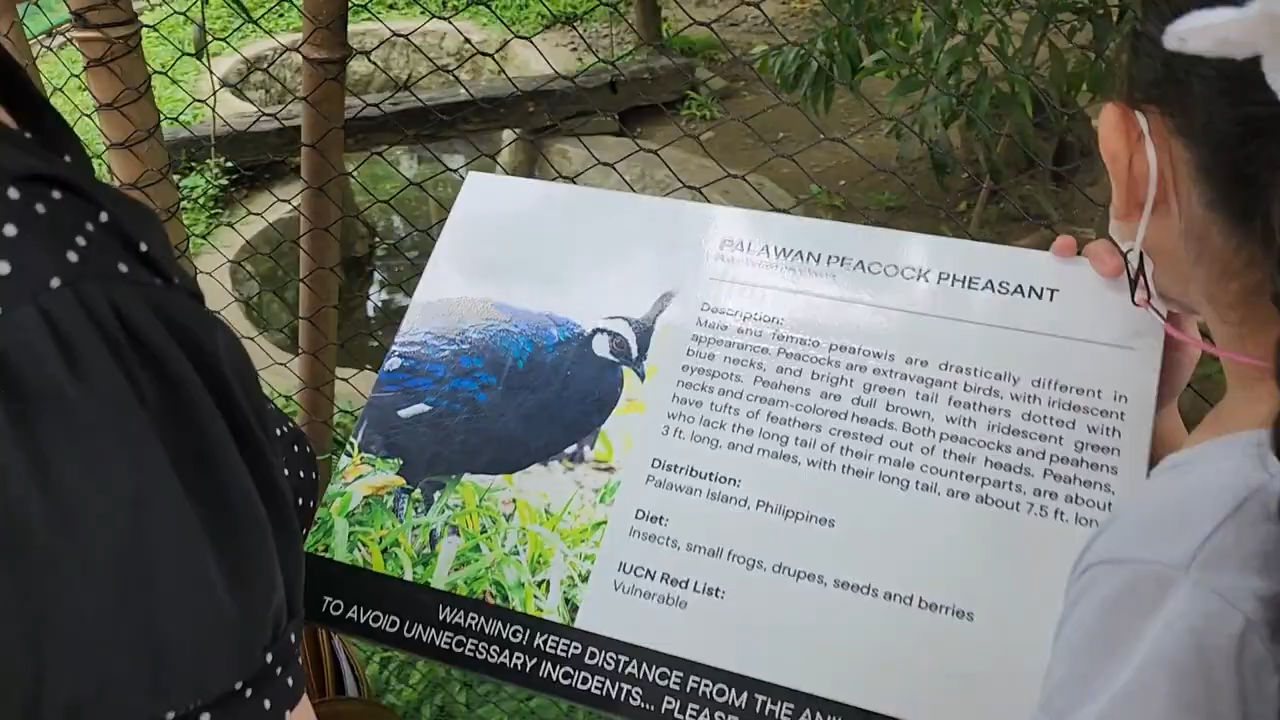 PALAWAN PEACOCK PHEASANT
Description:
Male and female peafowls are drastically different in
appearance. Peacocks are extravagant birds, with iridescent
blue necks, and bright green tail feathers dotted with
eyespots. Peahens are dull brown, with iridescent green
necks and cream-colored heads. Both peacocks and peahens
have tufts of feathers crested out of their heads. Peahens,
who lack the long tail of their male counterparts, are about
3 ft. long, and males, with their long tail, are about 7.5 ft. lon
Distribution:
Palawan Island, Philippines
Diet:
Insects, small frogs, drupes, seeds and berries
IUCN Red List:
Vulnerable
WARNING! KEEP DISTANCE FROM THE
TO AVOID UNNECESSARY INCIDENTS... PLEASE